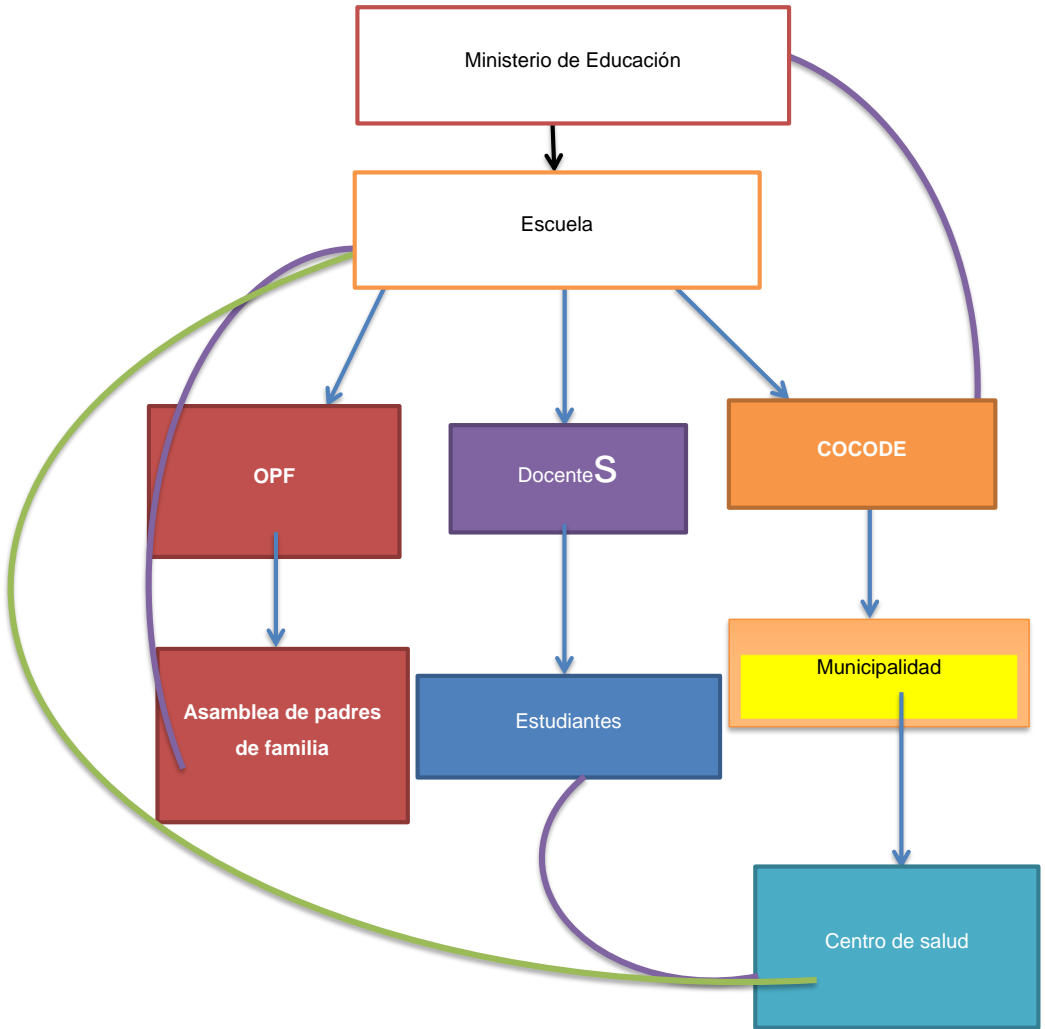 Ministerio de Educación
Escuela
OPF
DocenteS
COCODE
Asamblea de padres
de familia
Estudiantes
Municipalidad
Centro de salud